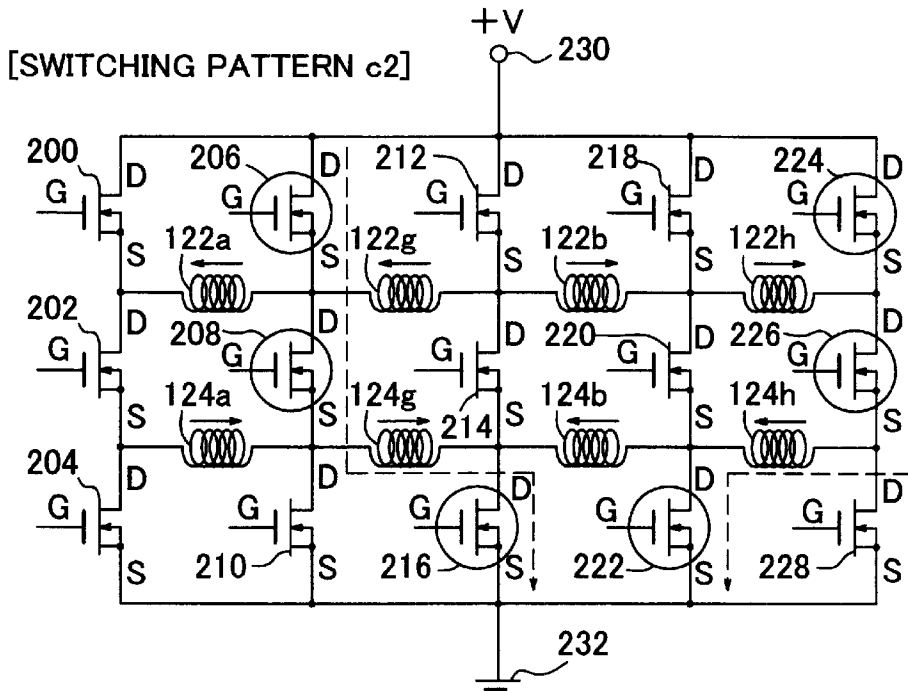 +V
230
[SWITCHING PATTERN c2]
200 206 212 218 224
D D D D D
G G G G G
S S S S S
122a 122g 122b 122h
202 208 220 226
D D D D D
G G G G G
S S S S S
124a 124g 214 124b 124h
204
D D D D D
G G G G G
210 216 222 228
S S S S S
232